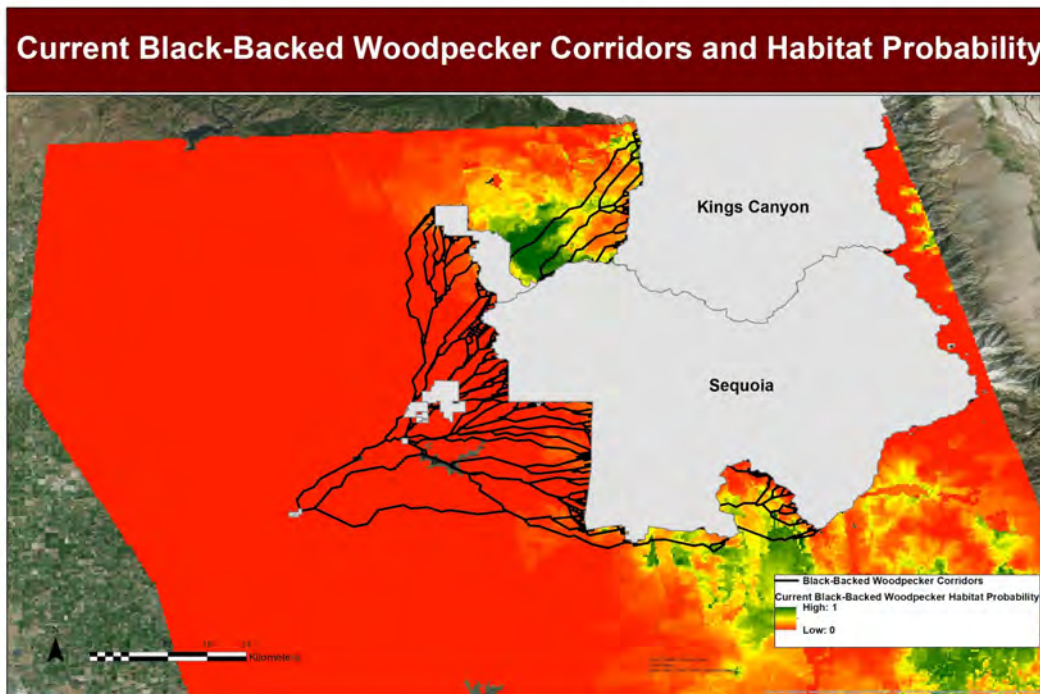 Current Black-Backed Woodpecker Corridors and Habitat Probability
Kings Canyon
Sequoia
Black-Backed Woodpecker Corridors
Current Black-Backed Woodpecker Habitat Probability
High: 1
Low: 0